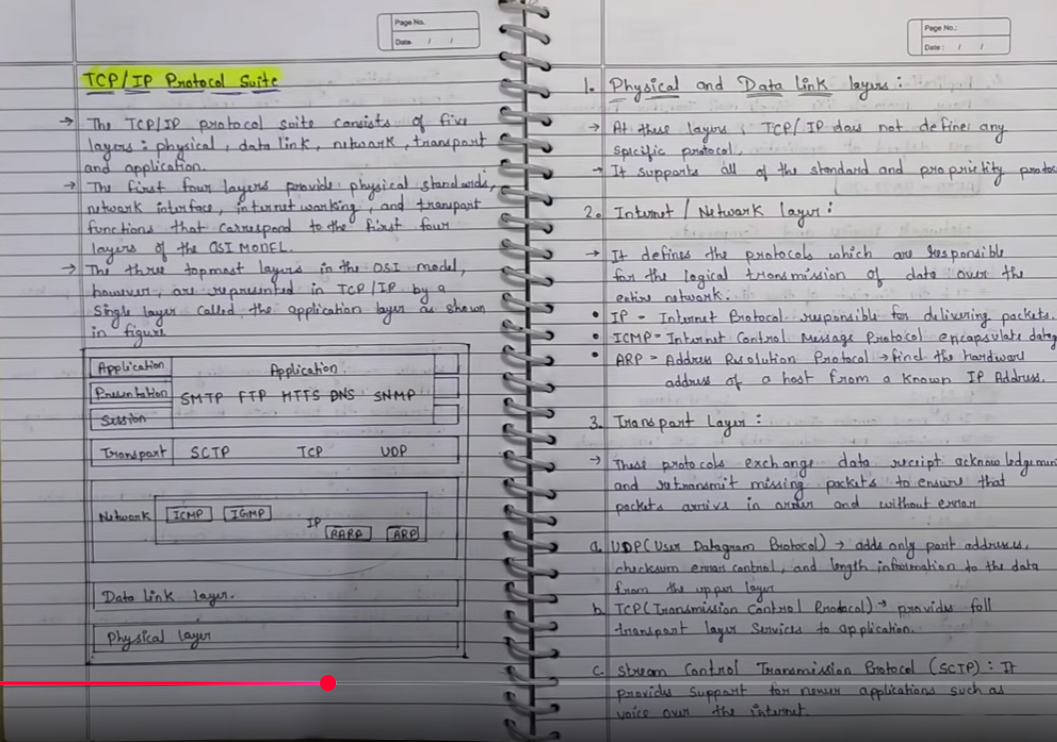 Page No.
Date / /
TCP/IP Protocol Suite
→ The TCP/IP protocol suite consists of five
layers: physical, data link, network, transport
and application.
→ The first four layers provide physical standards,
network interface, internet working, and transport
functions that correspond to the first four
layers of the OSI MODEL.
→ The three topmost layers in the OSI model,
however, are represented in TCP/IP by a
single layer called the application layer as shown
in figure
Application Application
Presentation SMTP FTP HTTS DNS SNMP
Session
Transport SCTP TCP UDP
Network ICMP IGMP IP RARP ARP
Data link layer.
Physical layer
Page No.:
Date: / /
1. Physical and Data Link layers:
→ At these layers, TCP/IP does not define any
specific protocol.
→ It supports all of the standard and propriety protoc
2. Internet / Network layer:
→ It defines the protocols which are responsible
for the logical transmission of data over the
entire network.
• IP - Internet Protocol responsible for delivering packets.
• ICMP - Internet Control Message Protocol encapsulate datag
• ARP - Address Resolution Protocol → find the hardware
address of a host from a known IP Address.
3. Transport Layer:
→ These protocols exchange data receipt acknowledgemen
and retransmit missing packets to ensure that
packets arrive in order and without error
a. UDP (User Datagram Protocol) → adds only port addresses,
checksum error control, and length information to the data
from the upper layer
b. TCP (Transmission Control Protocol) → provides full
transport layer Services to application.
c. Stream Control Transmission Protocol (SCTP): It
provides support for newer applications such as
voice over the internet.